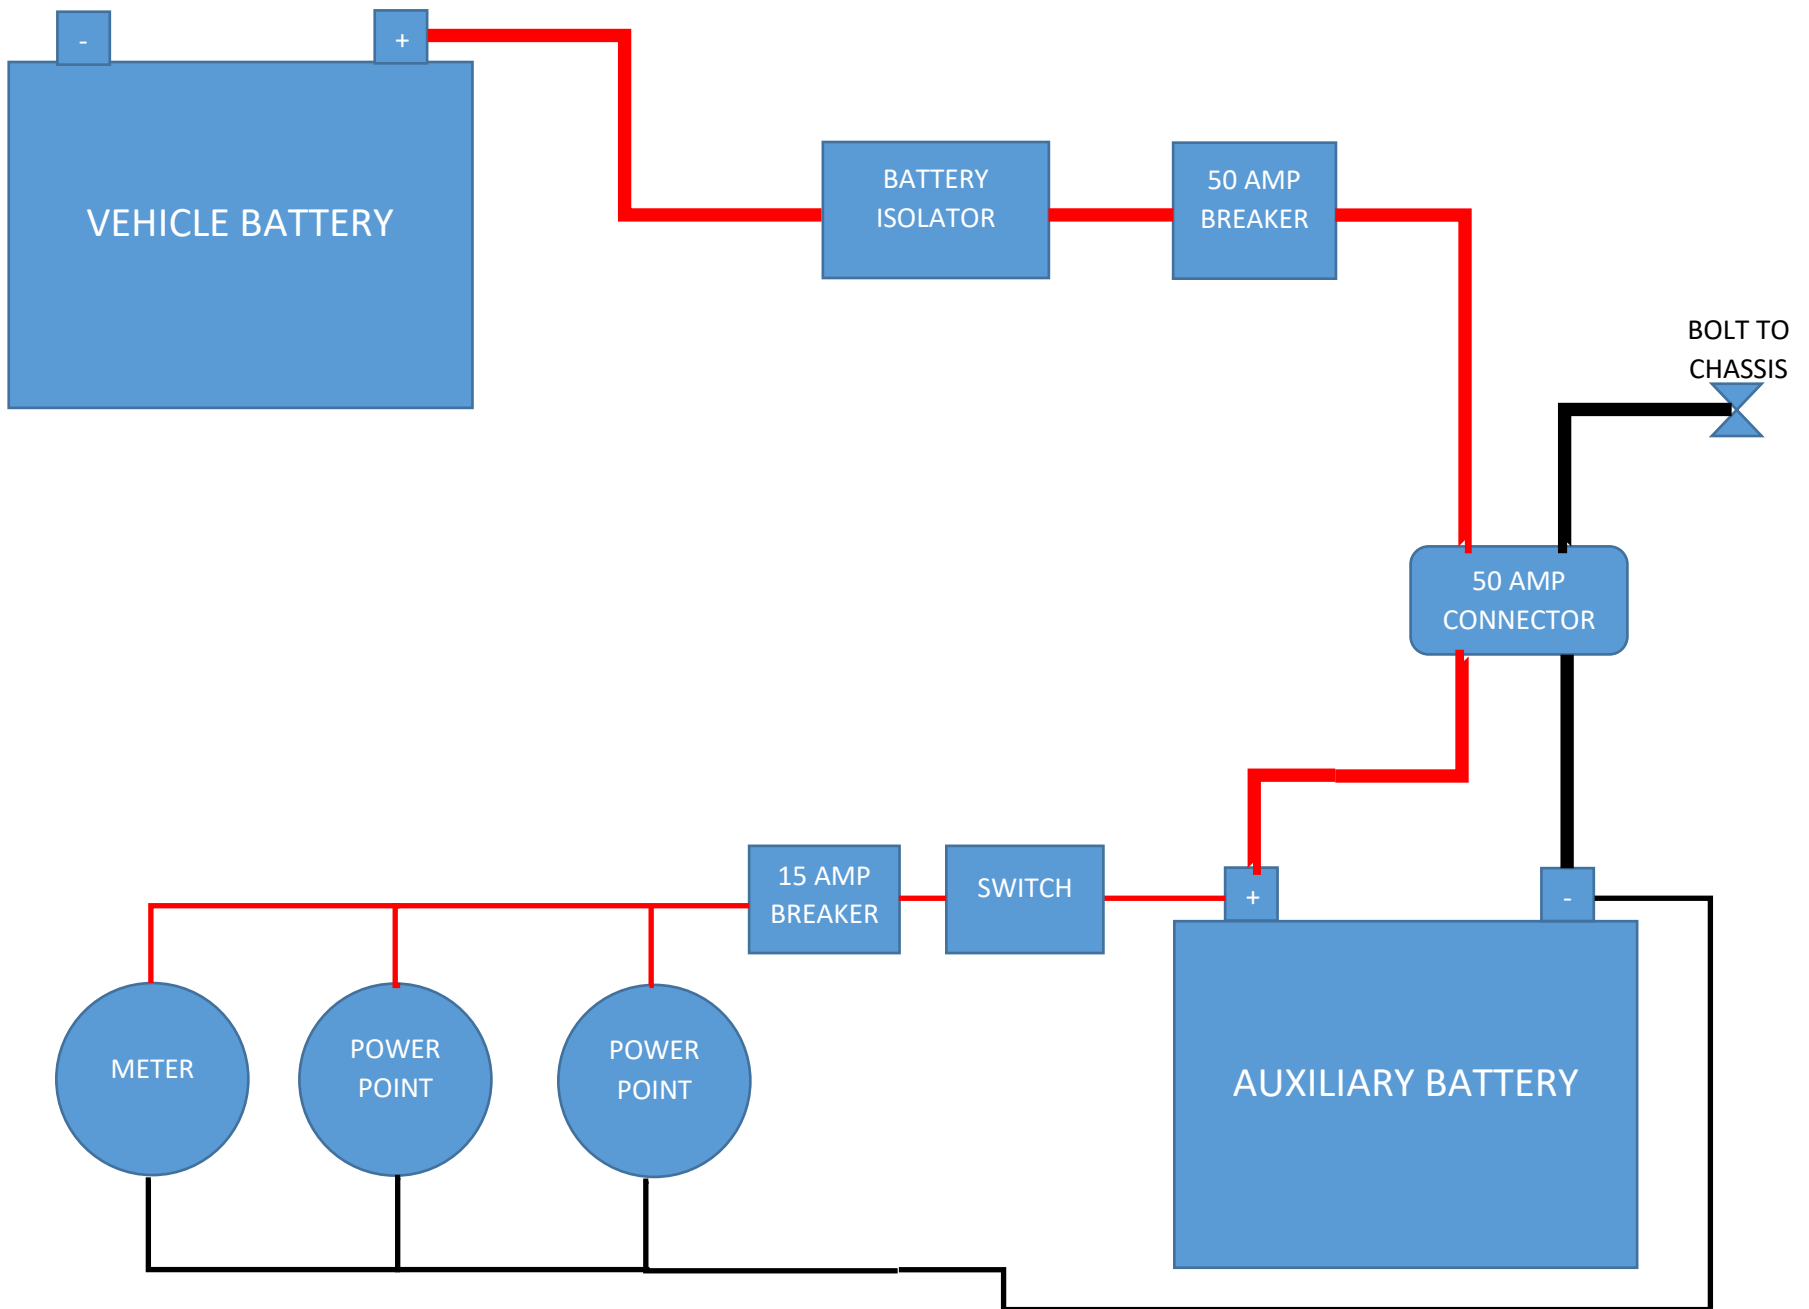 -
+
VEHICLE BATTERY
BATTERY
ISOLATOR
50 AMP
BREAKER
BOLT TO
CHASSIS
50 AMP
CONNECTOR
15 AMP
BREAKER
SWITCH
+
-
METER
POWER
POINT
POWER
POINT
AUXILIARY BATTERY